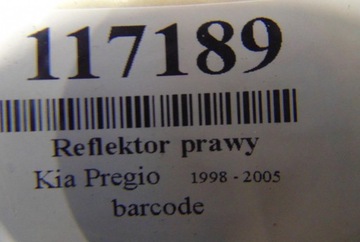 117189
Reflektor prawy
Kia Pregio 1998 - 2005
barcode